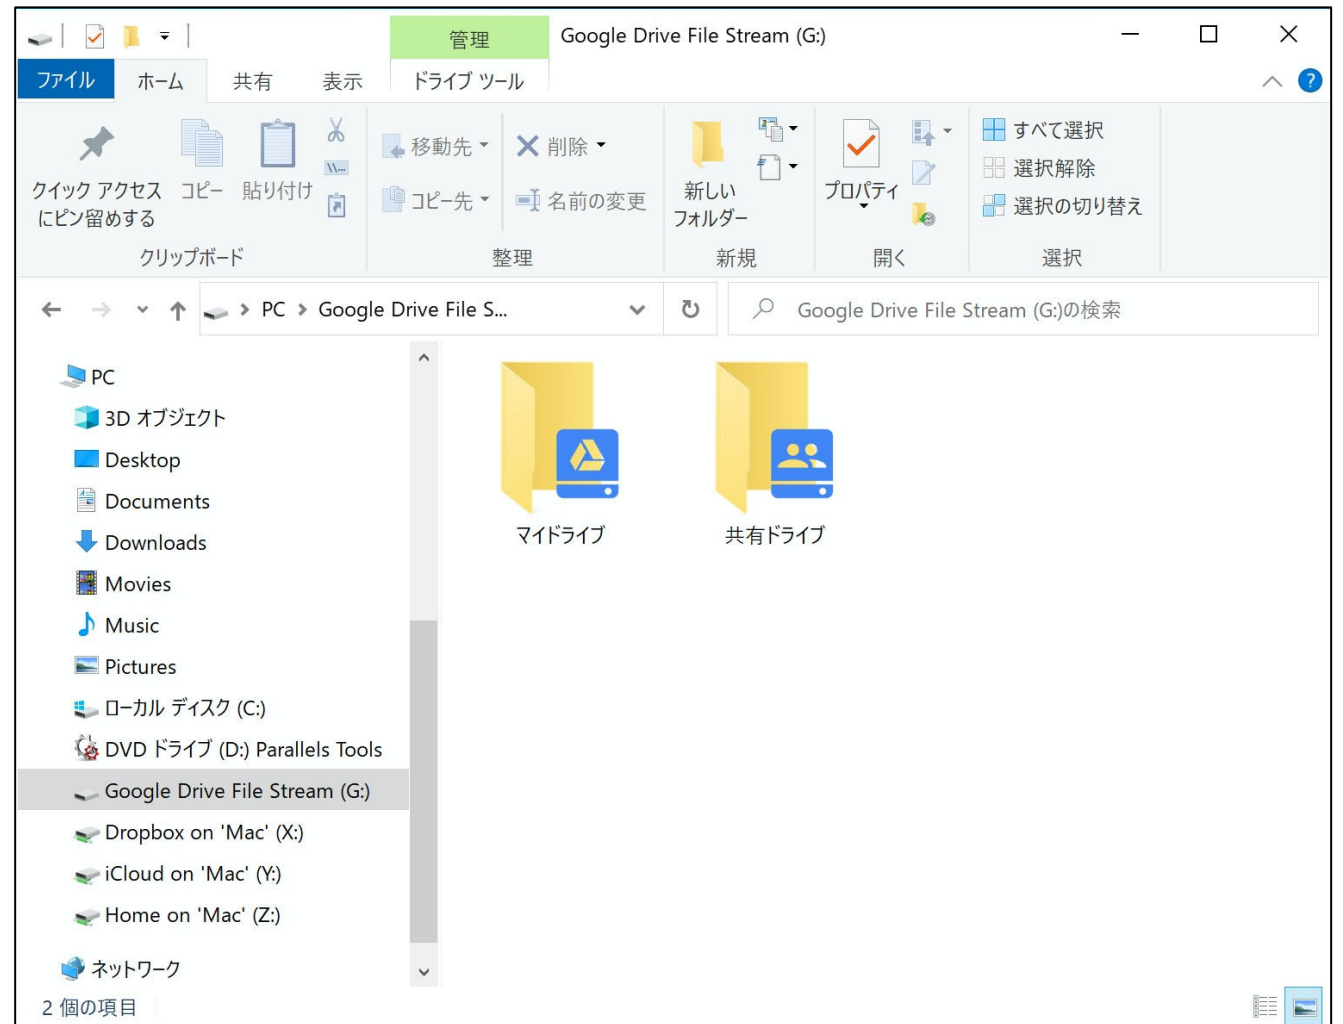 管理
Google Drive File Stream (G:)
ファイル
ホーム
共有
表示
ドライブ ツール
クイック アクセス
にピン留めする
コピー
貼り付け
移動先
コピー先
削除
名前の変更
新しい
フォルダー
プロパティ
すべて選択
選択解除
選択の切り替え
クリップボード
整理
新規
開く
選択
PC
Google Drive File S...
Google Drive File Stream (G:)の検索
PC
3D オブジェクト
Desktop
Documents
Downloads
Movies
Music
Pictures
ローカル ディスク (C:)
DVD ドライブ (D:) Parallels Tools
Google Drive File Stream (G:)
Dropbox on 'Mac' (X:)
iCloud on 'Mac' (Y:)
Home on 'Mac' (Z:)
ネットワーク
マイドライブ
共有ドライブ
2 個の項目